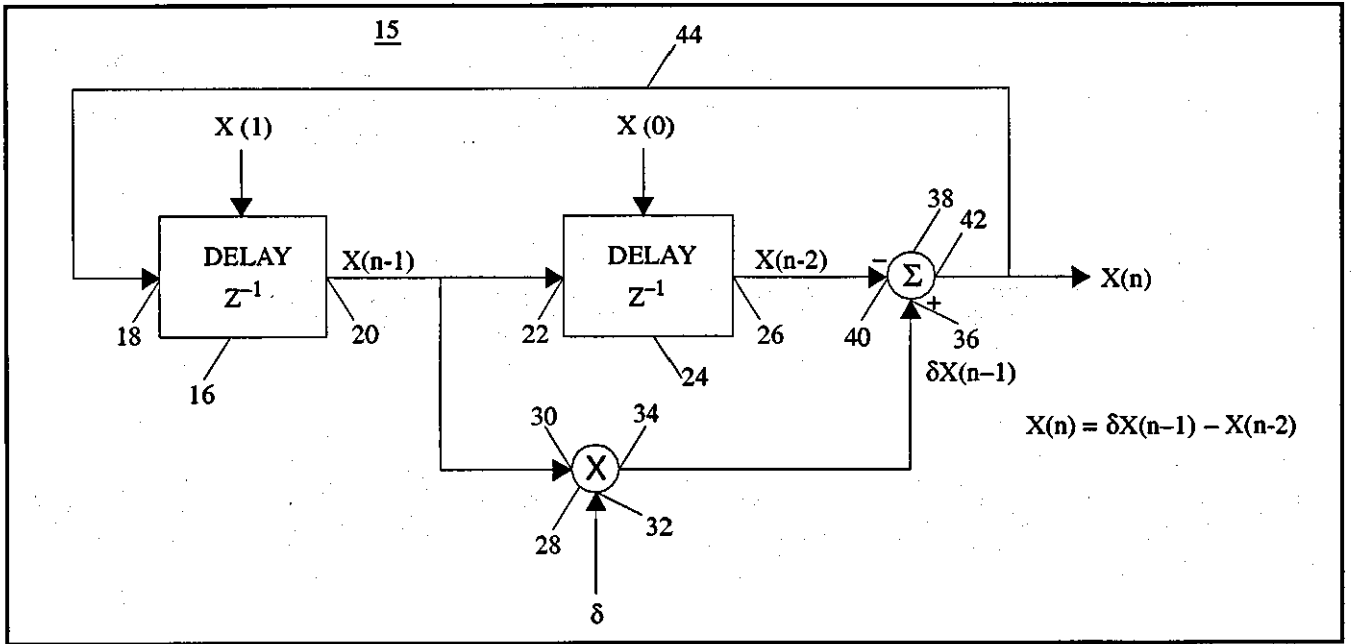 15
44
X (1)
X (0)
38
42
DELAY
Z⁻¹
X(n-1)
DELAY
Z⁻¹
X(n-2)
–
Σ
+
X(n)
18
20
22
26
40
36
16
24
δX(n–1)
30
34
X(n) = δX(n–1) – X(n-2)
X
28
32
δ